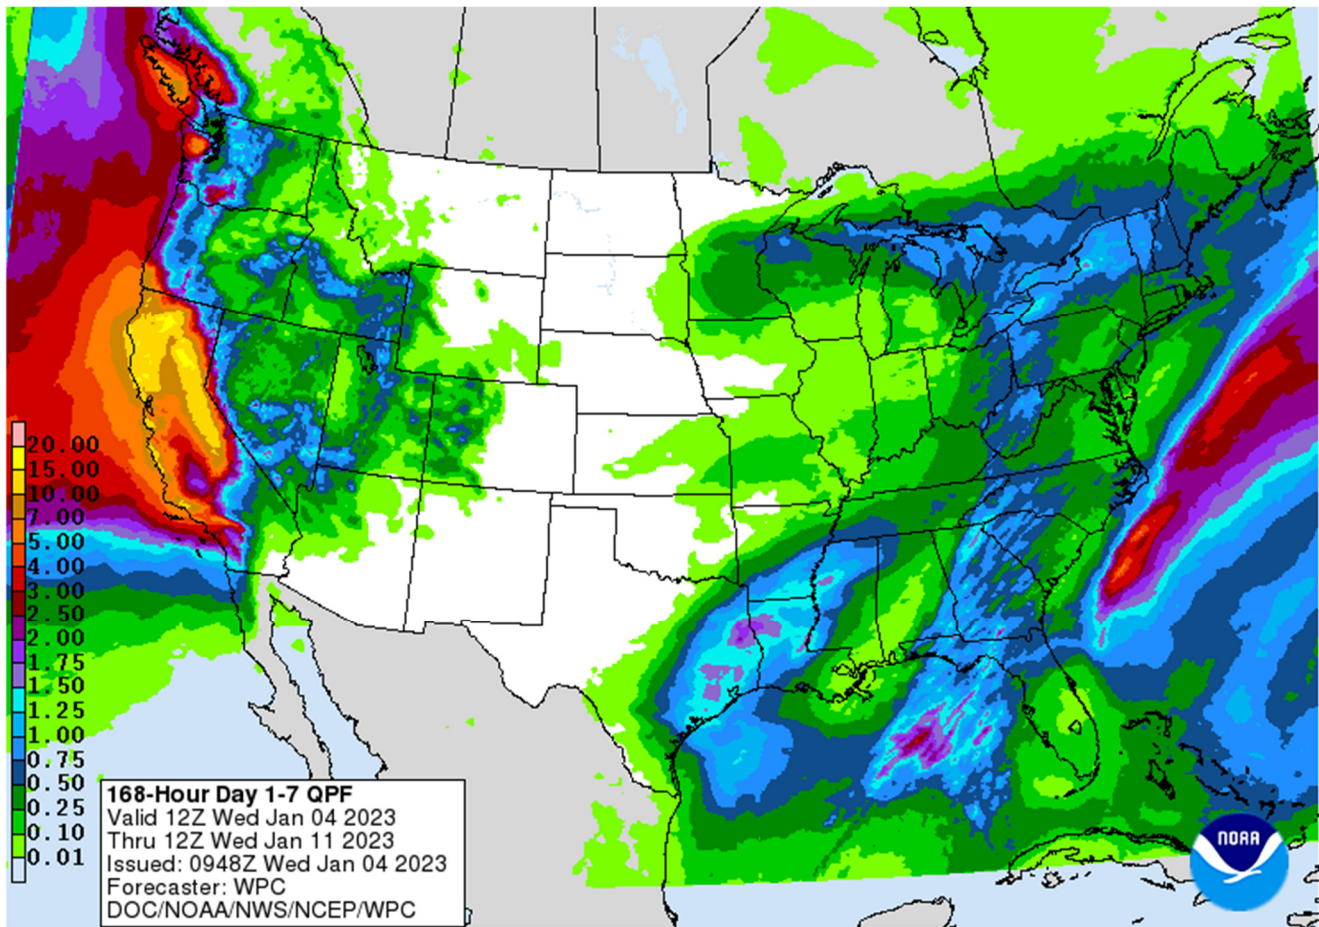 20.00
15.00
10.00
7.00
5.00
4.00
3.00
2.50
2.00
1.75
1.50
1.25
1.00
0.75
0.50
0.25
0.10
0.01
168-Hour Day 1-7 QPF
Valid 12Z Wed Jan 04 2023
Thru 12Z Wed Jan 11 2023
Issued: 0948Z Wed Jan 04 2023
Forecaster: WPC
DOC/NOAA/NWS/NCEP/WPC
NOAA